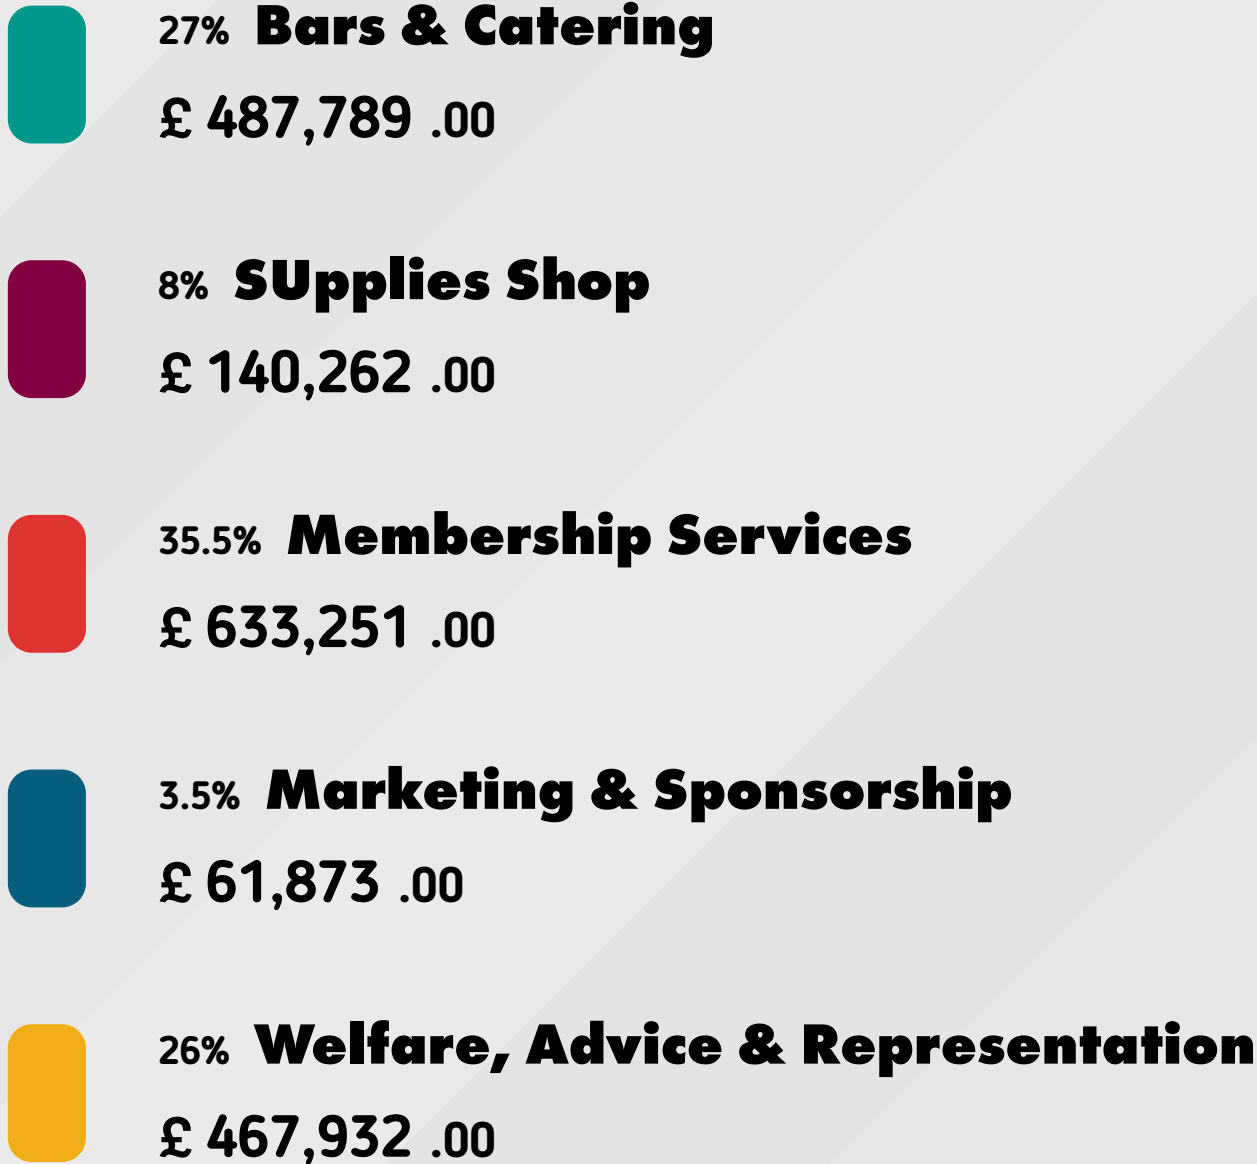 27% Bars & Catering
£ 487,789 .00
8% SUpplies Shop
£ 140,262 .00
35.5% Membership Services
£ 633,251 .00
3.5% Marketing & Sponsorship
£ 61,873 .00
26% Welfare, Advice & Representation
£ 467,932 .00